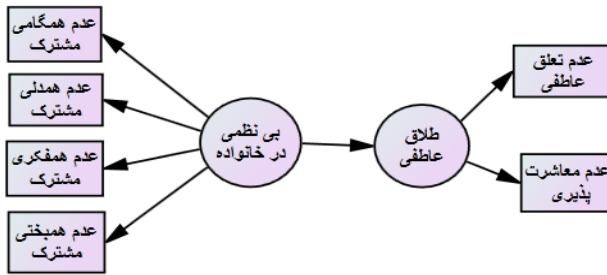 عدم همگامی
مشترک
عدم همدلی
مشترک
عدم همفکری
مشترک
عدم همبختی
مشترک
بی نظمی
در خانواده
طلاق
عاطفی
عدم تعلق
عاطفی
عدم معاشرت
پذیری